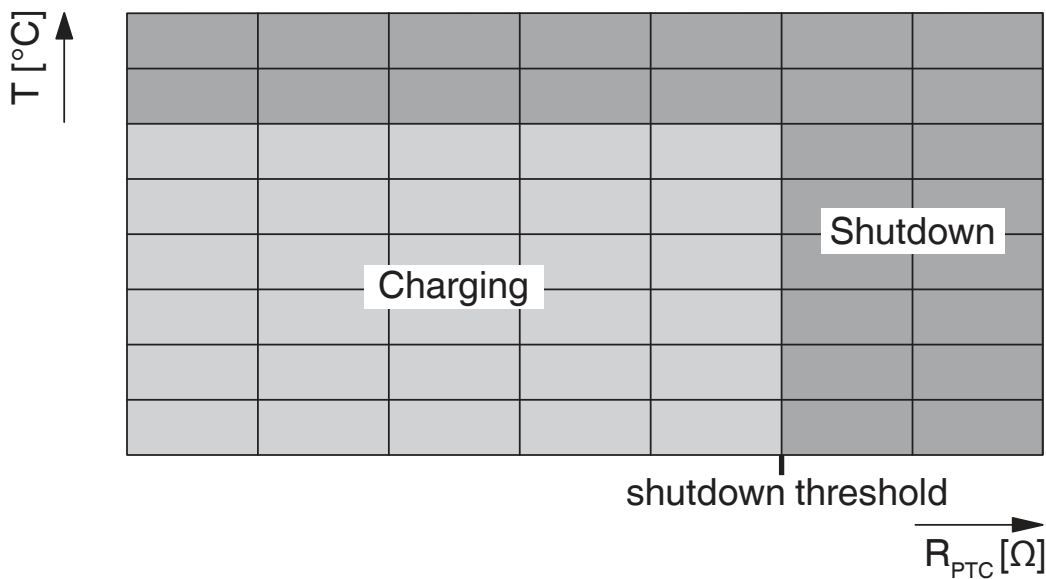 T [°C]
Shutdown
Charging
shutdown threshold
R_PTC [Ω]